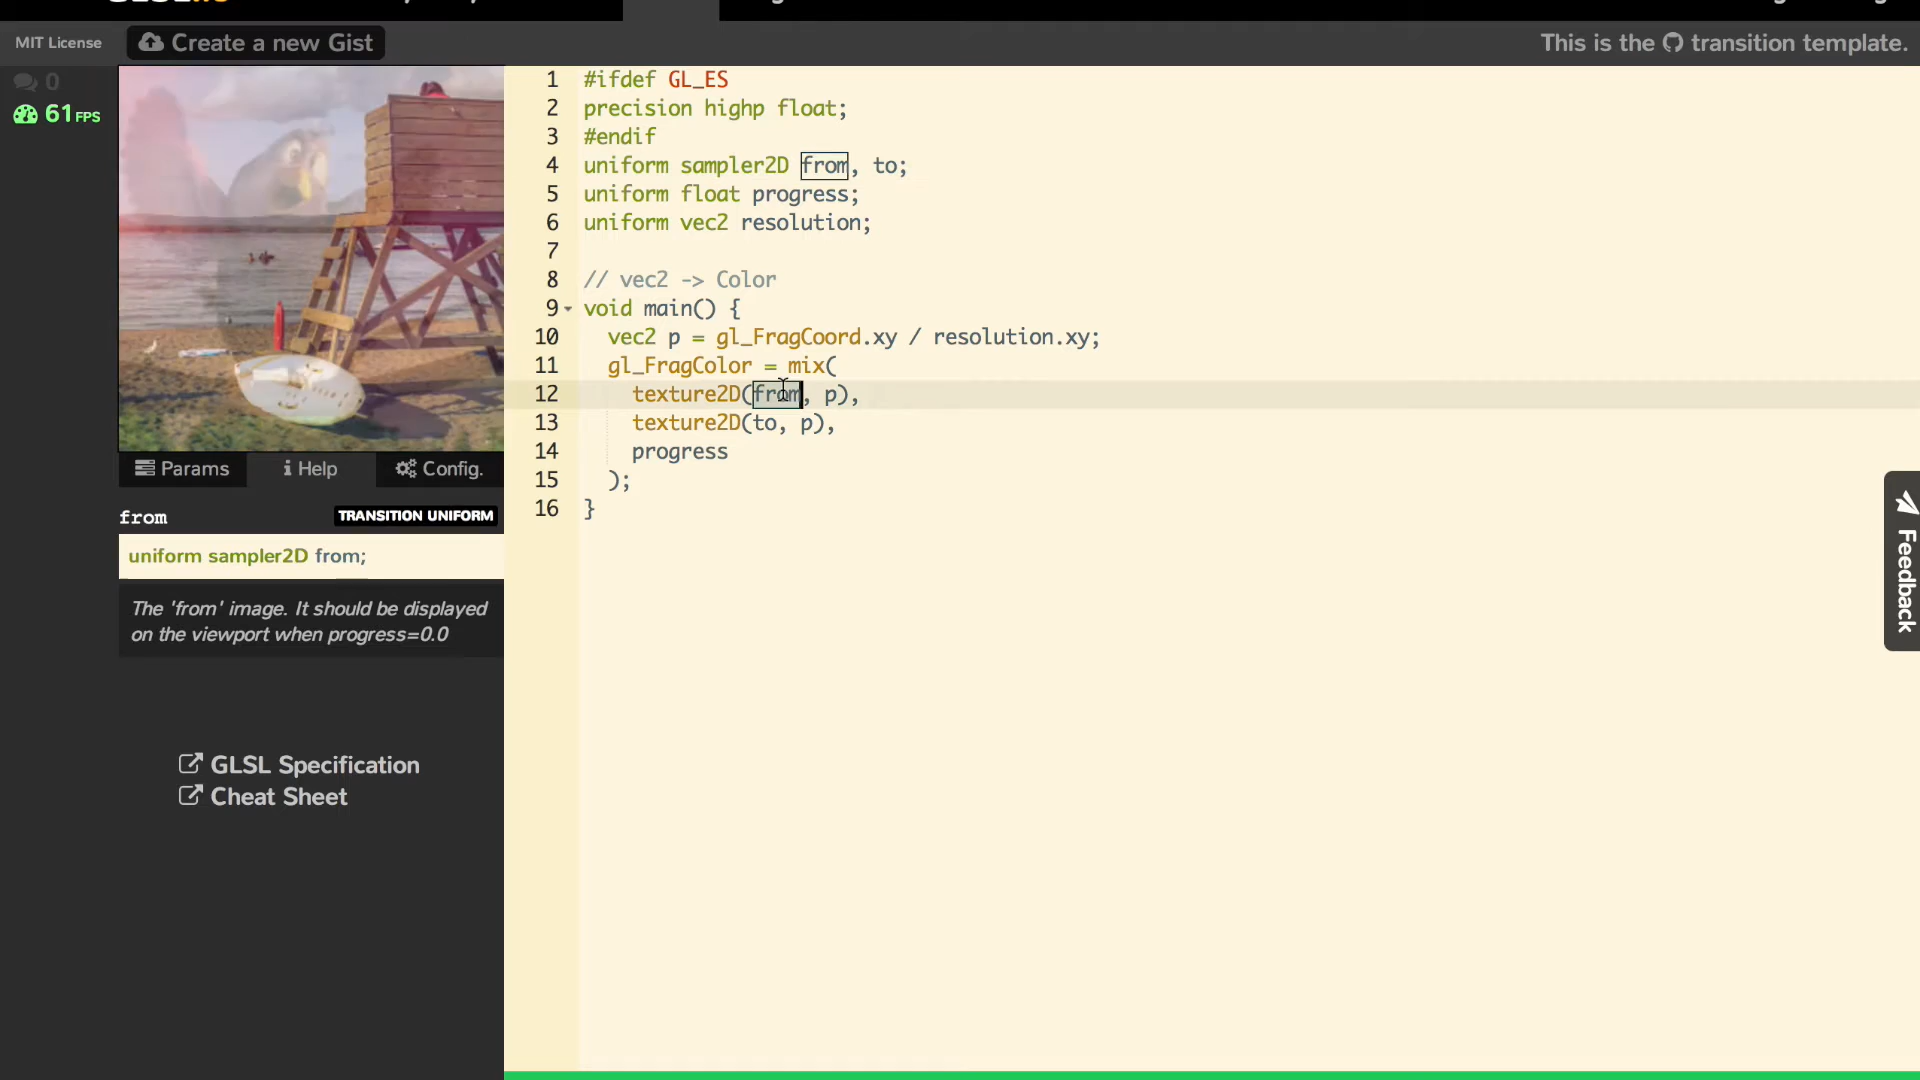 MIT License
Create a new Gist
This is the transition template.
0
61 FPS
1 #ifdef GL_ES
2 precision highp float;
3 #endif
4 uniform sampler2D from, to;
5 uniform float progress;
6 uniform vec2 resolution;
7
8 // vec2 -> Color
9 void main() {
10 vec2 p = gl_FragCoord.xy / resolution.xy;
11 gl_FragColor = mix(
12 texture2D(from, p),
13 texture2D(to, p),
14 progress
15 );
16 }
Params
Help
Config.
from
TRANSITION UNIFORM
uniform sampler2D from;
The 'from' image. It should be displayed
on the viewport when progress=0.0
GLSL Specification
Cheat Sheet
Feedback